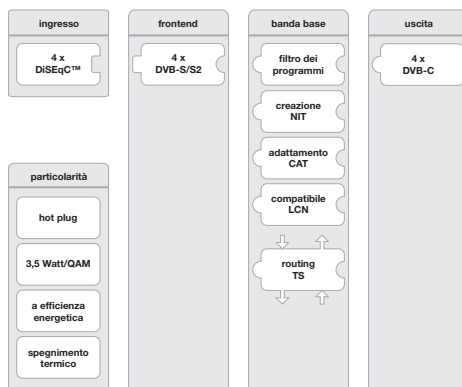 ingresso
4 x
DiSEqC™
frontend
4 x
DVB-S/S2
banda base
filtro dei
programmi
creazione
NIT
adattamento
CAT
compatibile
LCN
routing
TS
uscita
4 x
DVB-C
particolarità
hot plug
3,5 Watt/QAM
a efficienza
energetica
spegnimento
termico